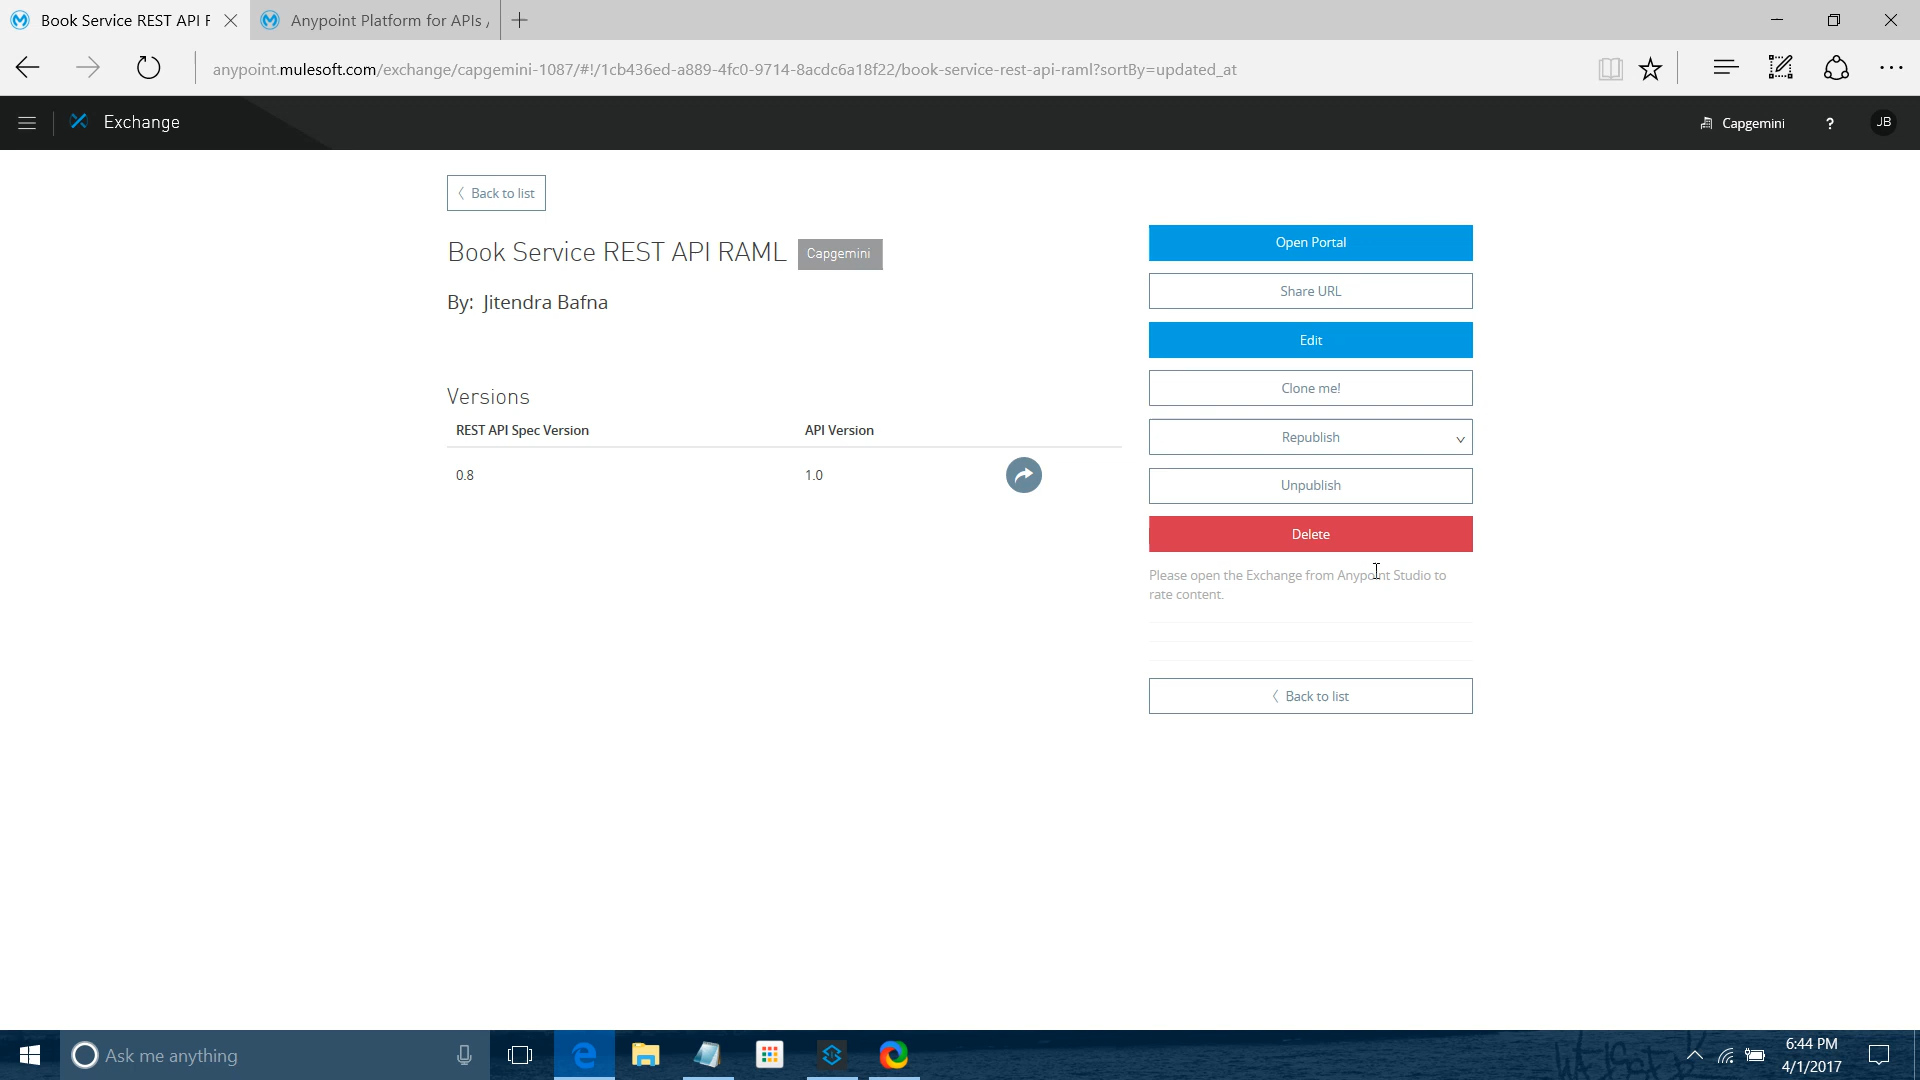 Book Service REST API F
Anypoint Platform for APIs
anypoint.mulesoft.com/exchange/capgemini-1087/#!/1cb436ed-a889-4fc0-9714-8acdc6a18f22/book-service-rest-api-raml?sortBy=updated_at
Exchange
Capgemini
?
JB
Back to list
Book Service REST API RAML
Capgemini
By: Jitendra Bafna
Versions
REST API Spec Version API Version
0.8 1.0
Open Portal
Share URL
Edit
Clone me!
Republish
Unpublish
Delete
Please open the Exchange from Anypoint Studio to
rate content.
Back to list
Ask me anything
6:44 PM
4/1/2017